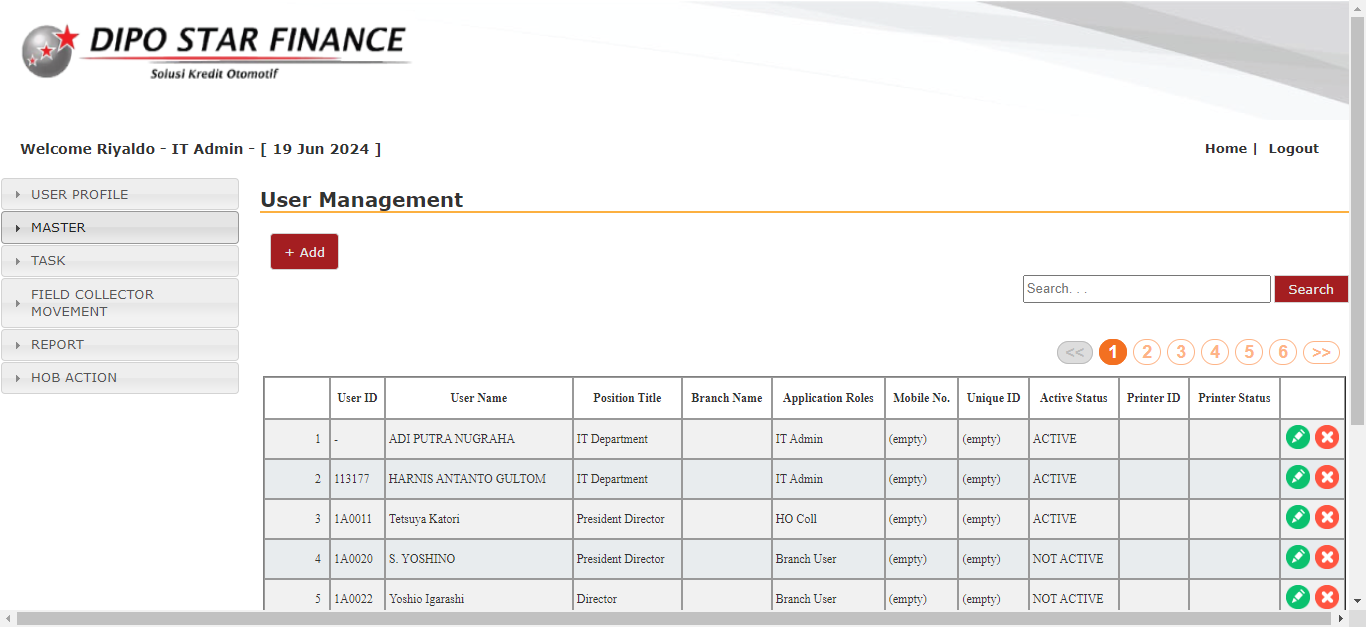 DIPO STAR FINANCE
Solusi Kredit Otomotif
Welcome Riyaldo - IT Admin - [ 19 Jun 2024 ]
Home | Logout
USER PROFILE
MASTER
TASK
FIELD COLLECTOR
MOVEMENT
REPORT
HOB ACTION
User Management
+ Add
Search. . .
Search
<< 1 2 3 4 5 6 >>
User ID User Name Position Title Branch Name Application Roles Mobile No. Unique ID Active Status Printer ID Printer Status
1 - ADI PUTRA NUGRAHA IT Department IT Admin (empty) (empty) ACTIVE
2 113177 HARNIS ANTANTO GULTOM IT Department IT Admin (empty) (empty) ACTIVE
3 1A0011 Tetsuya Katori President Director HO Coll (empty) (empty) ACTIVE
4 1A0020 S. YOSHINO President Director Branch User (empty) (empty) NOT ACTIVE
5 1A0022 Yoshio Igarashi Director Branch User (empty) (empty) NOT ACTIVE